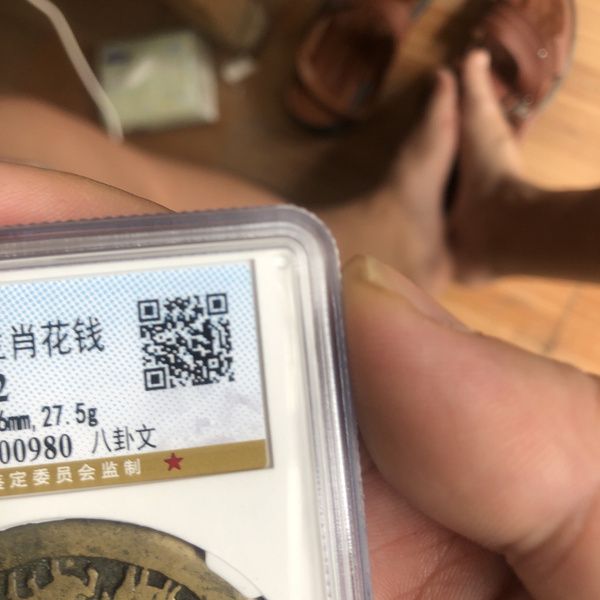 肖花钱
2
6mm,27.5g
00980 八卦文
定委员会监制